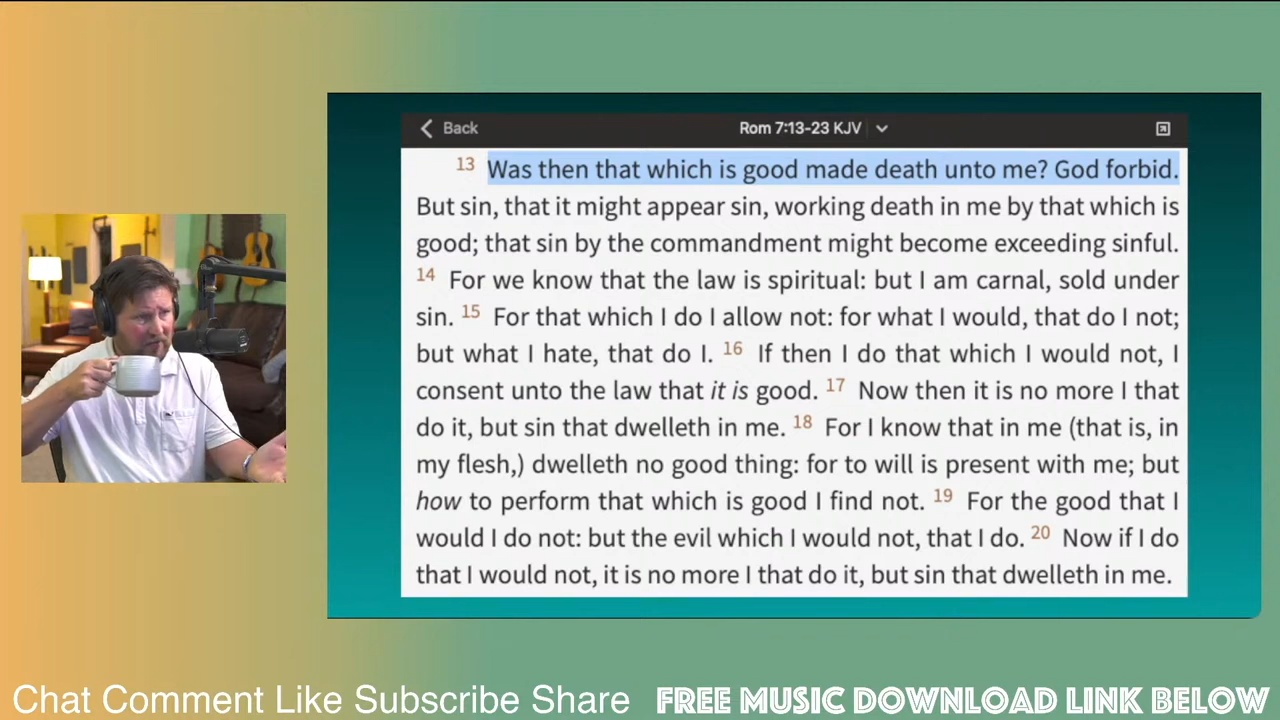 Back
Rom 7:13-23 KJV
13 Was then that which is good made death unto me? God forbid.
But sin, that it might appear sin, working death in me by that which is
good; that sin by the commandment might become exceeding sinful.
14 For we know that the law is spiritual: but I am carnal, sold under
sin. 15 For that which I do I allow not: for what I would, that do I not;
but what I hate, that do I. 16 If then I do that which I would not, I
consent unto the law that it is good. 17 Now then it is no more I that
do it, but sin that dwelleth in me. 18 For I know that in me (that is, in
my flesh,) dwelleth no good thing: for to will is present with me; but
how to perform that which is good I find not. 19 For the good that I
would I do not: but the evil which I would not, that I do. 20 Now if I do
that I would not, it is no more I that do it, but sin that dwelleth in me.
Chat Comment Like Subscribe Share
FREE MUSIC DOWNLOAD LINK BELOW